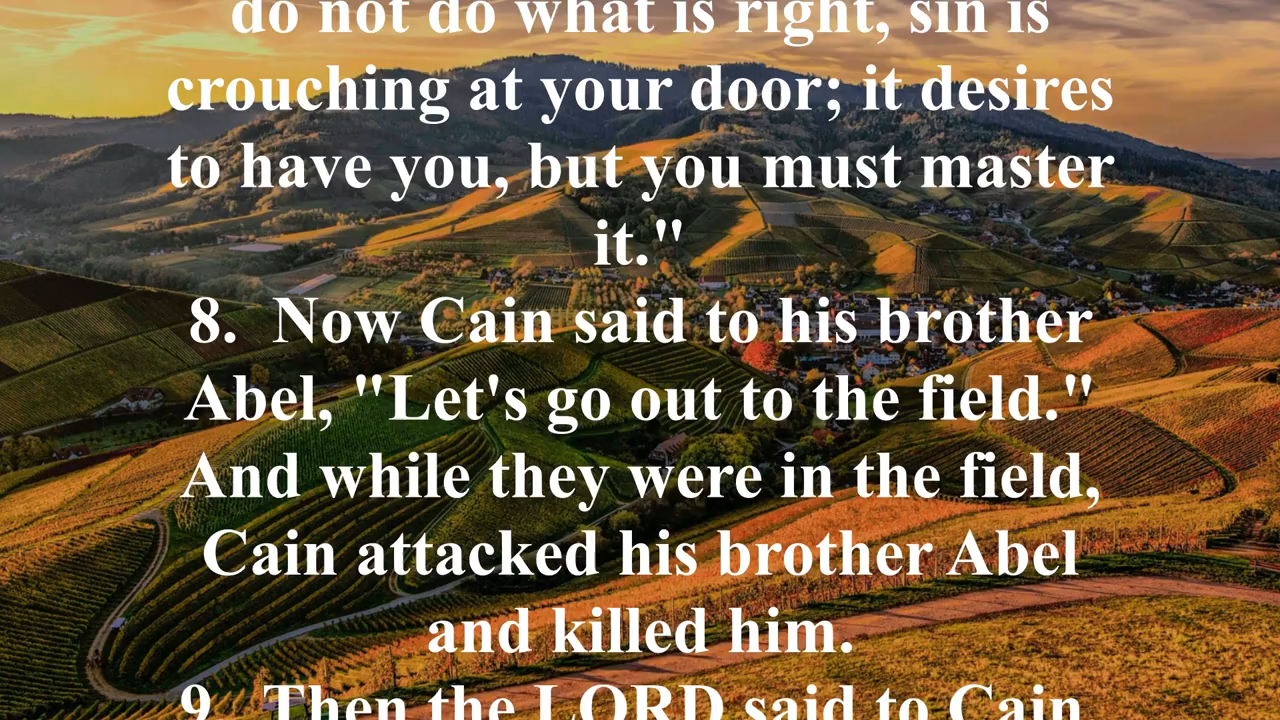 do not do what is right, sin is
crouching at your door; it desires
to have you, but you must master
it."
8.  Now Cain said to his brother
Abel, "Let's go out to the field."
And while they were in the field,
Cain attacked his brother Abel
and killed him.
9.  Then the LORD said to Cain